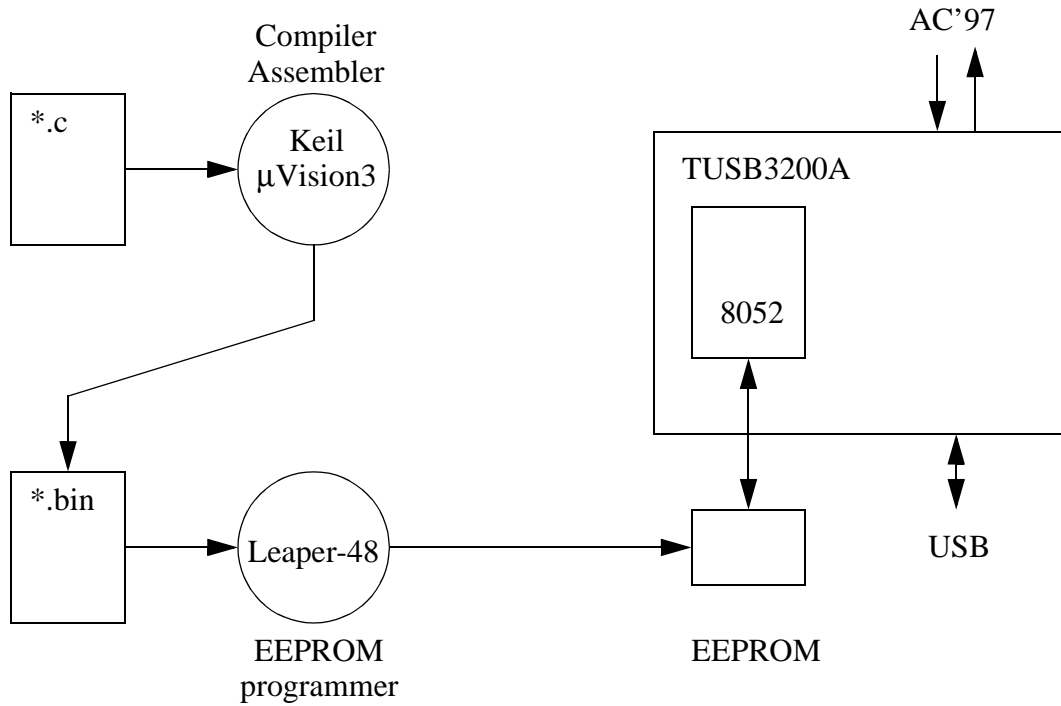 Compiler
Assembler
*.c
Keil
μVision3
AC’97
TUSB3200A
8052
*.bin
Leaper-48
USB
EEPROM
programmer
EEPROM